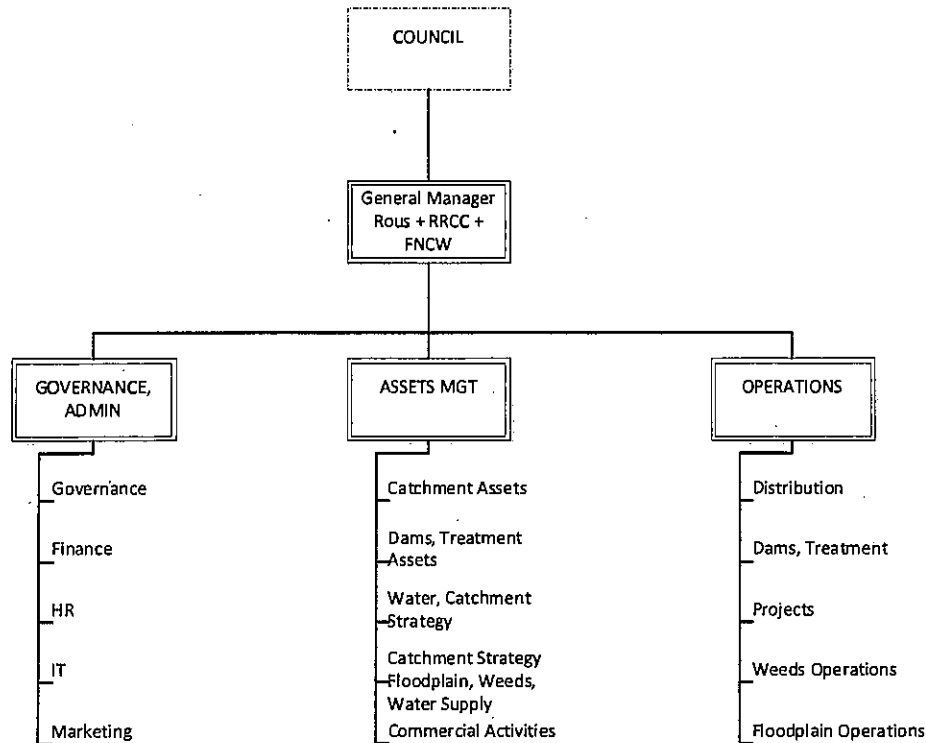 COUNCIL
General Manager
Rous + RRCC +
FNCW
GOVERNANCE,
ADMIN
Governance
Finance
HR
IT
Marketing
ASSETS MGT
Catchment Assets
Dams, Treatment
Assets
Water, Catchment
Strategy
Catchment Strategy
Floodplain, Weeds,
Water Supply
Commercial Activities
OPERATIONS
Distribution
Dams, Treatment
Projects
Weeds Operations
Floodplain Operations